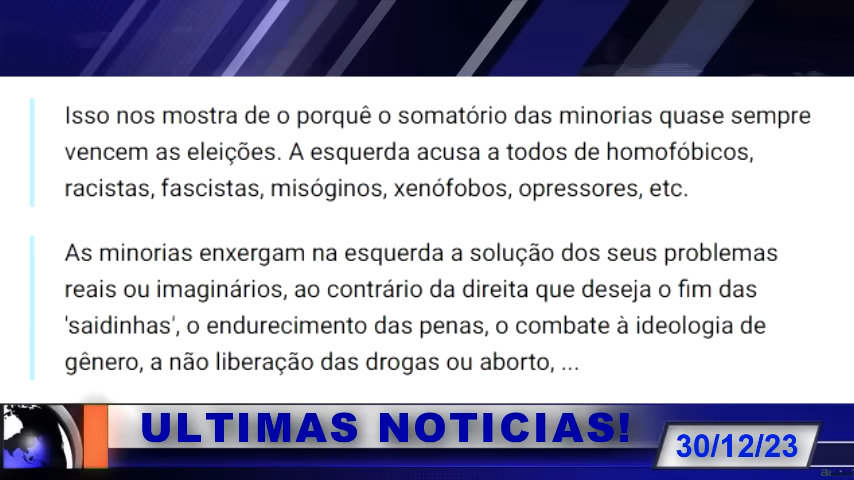 Isso nos mostra de o porquê o somatório das minorias quase sempre
vencem as eleições. A esquerda acusa a todos de homofóbicos,
racistas, fascistas, misóginos, xenófobos, opressores, etc.
As minorias enxergam na esquerda a solução dos seus problemas
reais ou imaginários, ao contrário da direita que deseja o fim das
'saidinhas', o endurecimento das penas, o combate à ideologia de
gênero, a não liberação das drogas ou aborto, ...
ULTIMAS NOTICIAS!
30/12/23